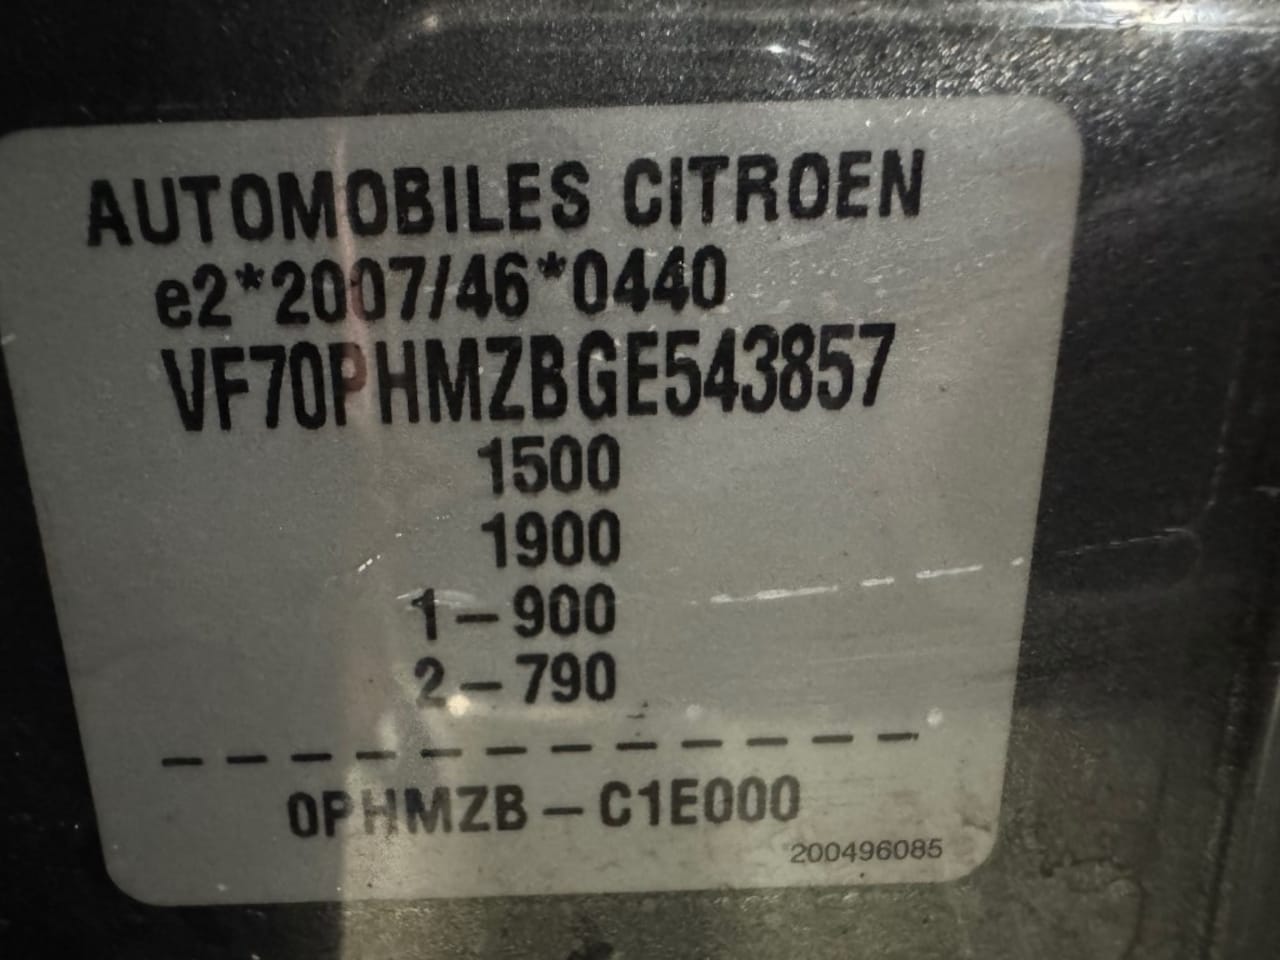 AUTOMOBILES CITROEN
e2*2007/46*0440
VF70PHMZBGE543857
1500
1900
1–900
2–790
– – – – – – – – – – – –
0PHMZB – C1E000
200496085